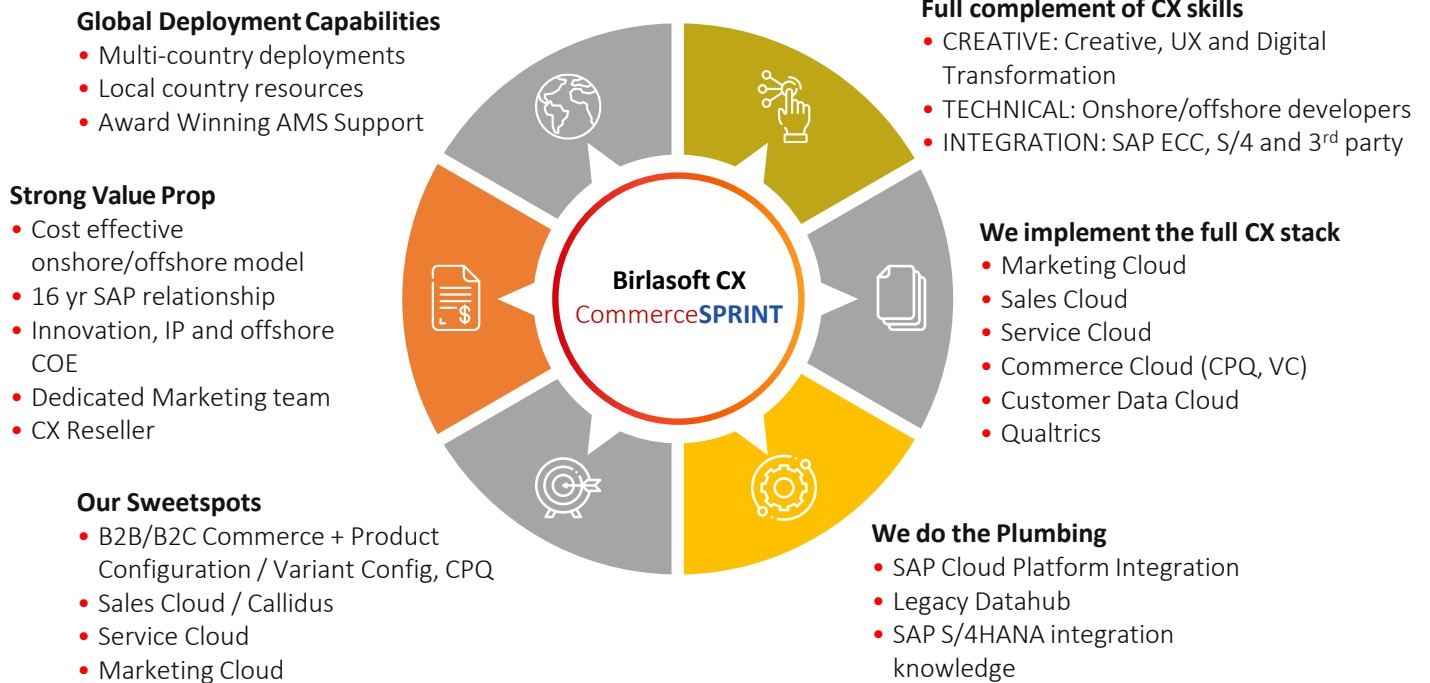 Global Deployment Capabilities
• Multi-country deployments
• Local country resources
• Award Winning AMS Support
Full complement of CX skills
• CREATIVE: Creative, UX and Digital
Transformation
• TECHNICAL: Onshore/offshore developers
• INTEGRATION: SAP ECC, S/4 and 3rd party
Strong Value Prop
• Cost effective
onshore/offshore model
• 16 yr SAP relationship
• Innovation, IP and offshore
COE
• Dedicated Marketing team
• CX Reseller
$
Birlasoft CX
CommerceSPRINT
We implement the full CX stack
• Marketing Cloud
• Sales Cloud
• Service Cloud
• Commerce Cloud (CPQ, VC)
• Customer Data Cloud
• Qualtrics
Our Sweetspots
• B2B/B2C Commerce + Product
Configuration / Variant Config, CPQ
• Sales Cloud / Callidus
• Service Cloud
• Marketing Cloud
We do the Plumbing
• SAP Cloud Platform Integration
• Legacy Datahub
• SAP S/4HANA integration
knowledge